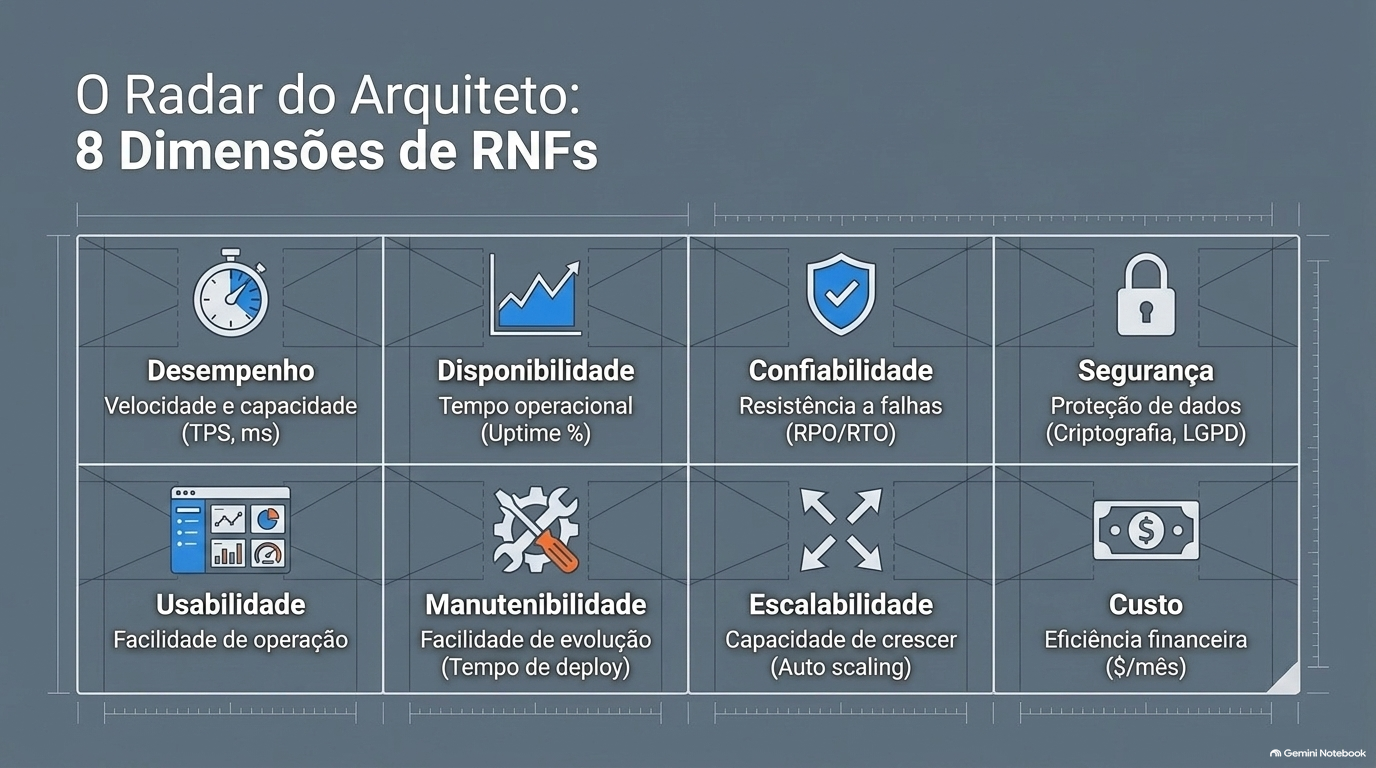 O Radar do Arquiteto:
8 Dimensões de RNFs
Desempenho
Velocidade e capacidade
(TPS, ms)
Disponibilidade
Tempo operacional
(Uptime %)
Confiabilidade
Resistência a falhas
(RPO/RTO)
Segurança
Proteção de dados
(Criptografia, LGPD)
Usabilidade
Facilidade de operação
Manutenibilidade
Facilidade de evolução
(Tempo de deploy)
Escalabilidade
Capacidade de crescer
(Auto scaling)
Custo
Eficiência financeira
($/mês)
Gemini Notebook